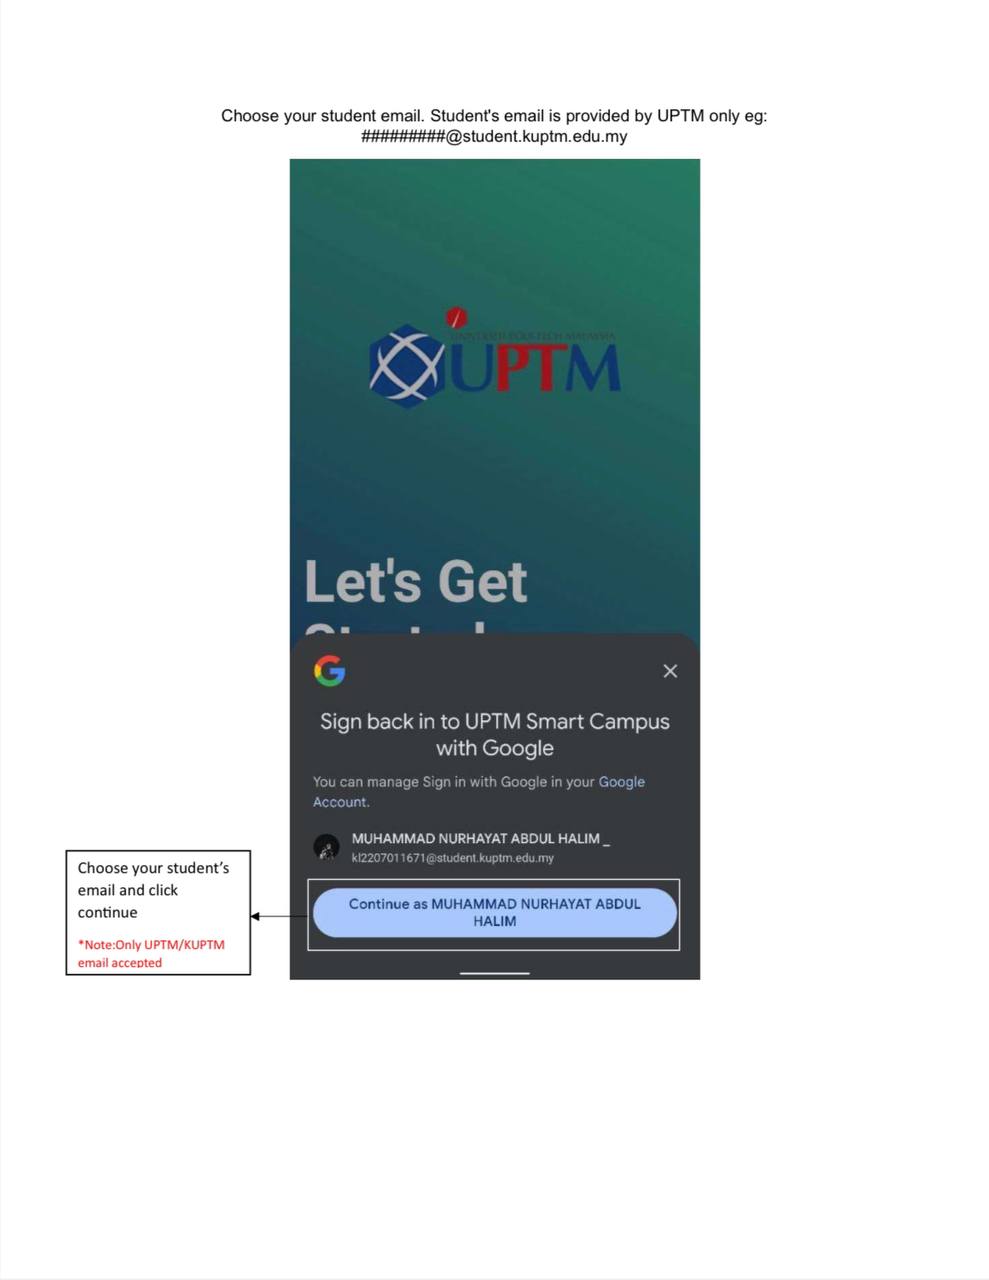 Choose your student email. Student's email is provided by UPTM only eg:
#########@student.kuptm.edu.my
UNIVERSITI POLY-TECH MALAYSIA
UPTM
Let's Get
Started
Sign back in to UPTM Smart Campus
with Google
You can manage Sign in with Google in your Google
Account.
MUHAMMAD NURHAYAT ABDUL HALIM _
kl2207011671@student.kuptm.edu.my
Choose your student’s
email and click
continue
*Note:Only UPTM/KUPTM
email accepted
Continue as MUHAMMAD NURHAYAT ABDUL
HALIM